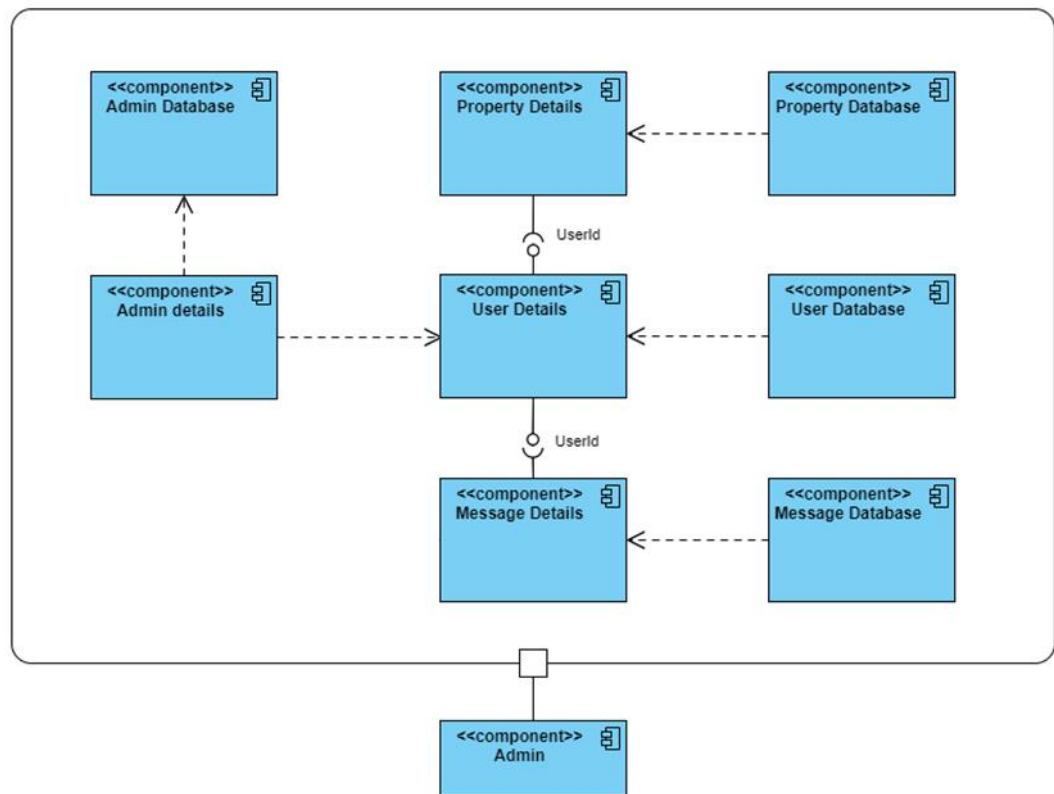 <<component>>
Admin Database
<<component>>
Property Details
<<component>>
Property Database
UserId
<<component>>
Admin details
<<component>>
User Details
<<component>>
User Database
UserId
<<component>>
Message Details
<<component>>
Message Database
<<component>>
Admin